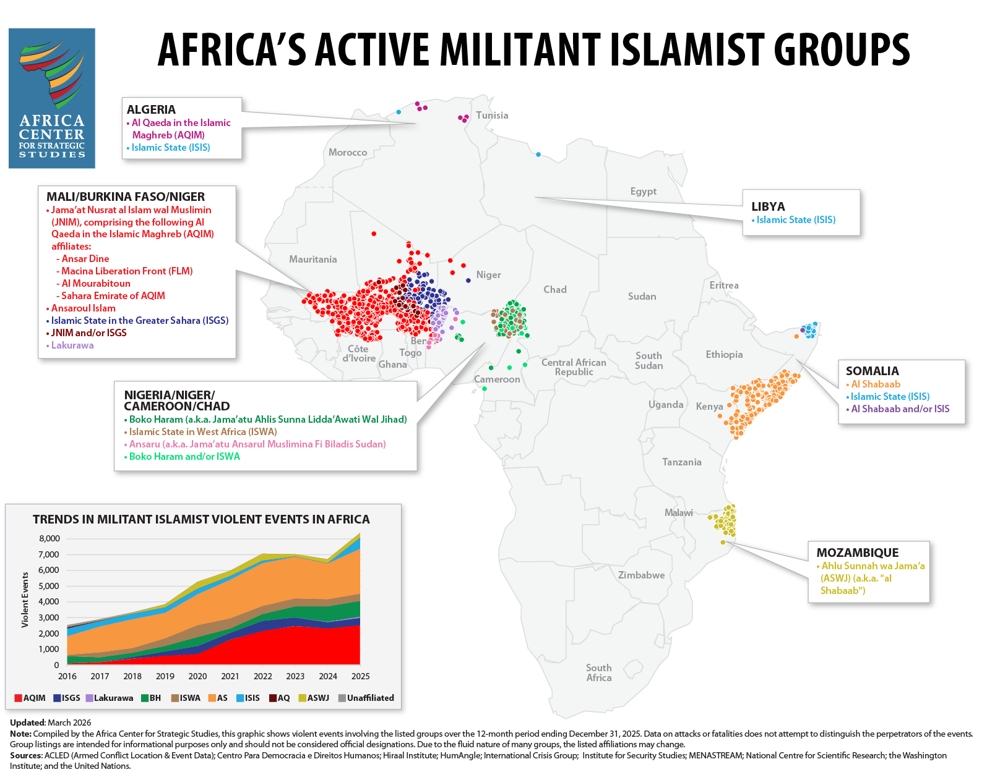 AFRICA'S ACTIVE MILITANT ISLAMIST GROUPS
AFRICA
CENTER
FOR STRATEGIC
STUDIES
ALGERIA
• Al Qaeda in the Islamic
Maghreb (AQIM)
• Islamic State (ISIS)
MALI/BURKINA FASO/NIGER
• Jama'at Nusrat al Islam wal Muslimin
(JNIM), comprising the following Al
Qaeda in the Islamic Maghreb (AQIM)
affiliates:
- Ansar Dine
- Macina Liberation Front (FLM)
- Al Mourabitoun
- Sahara Emirate of AQIM
• Ansaroul Islam
• Islamic State in the Greater Sahara (ISGS)
• JNIM and/or ISGS
• Lakurawa
NIGERIA/NIGER/
CAMEROON/CHAD
• Boko Haram (a.k.a. Jama'atu Ahlis Sunna Lidda'Awati Wal Jihad)
• Islamic State in West Africa (ISWA)
• Ansaru (a.k.a. Jama'atu Ansarul Muslimina Fi Biladis Sudan)
• Boko Haram and/or ISWA
LIBYA
• Islamic State (ISIS)
SOMALIA
• Al Shabaab
• Islamic State (ISIS)
• Al Shabaab and/or ISIS
MOZAMBIQUE
• Ahlu Sunnah wa Jama'a
(ASWJ) (a.k.a. "al
Shabaab")
Tunisia
Morocco
Egypt
Mauritania
Niger
Chad
Sudan
Eritrea
Ben
Togo
Côte
d'Ivoire
Ghana
Cameroon
Central African
Republic
South
Sudan
Ethiopia
Uganda
Kenya
Tanzania
Malawi
Zimbabwe
South
Africa
TRENDS IN MILITANT ISLAMIST VIOLENT EVENTS IN AFRICA
Violent Events
8,000
7,000
6,000
5,000
4,000
3,000
2,000
1,000
0
2016 2017 2018 2019 2020 2021 2022 2023 2024 2025
AQIM ISGS Lakurawa BH ISWA AS ISIS AQ ASWJ Unaffiliated
Updated: March 2026
Note: Compiled by the Africa Center for Strategic Studies, this graphic shows violent events involving the listed groups over the 12-month period ending December 31, 2025. Data on attacks or fatalities does not attempt to distinguish the perpetrators of the events.
Group listings are intended for informational purposes only and should not be considered official designations. Due to the fluid nature of many groups, the listed affiliations may change.
Sources: ACLED (Armed Conflict Location & Event Data); Centro Para Democracia e Direitos Humanos; Hiraal Institute; HumAngle; International Crisis Group; Institute for Security Studies; MENASTREAM; National Centre for Scientific Research; the Washington
Institute; and the United Nations.